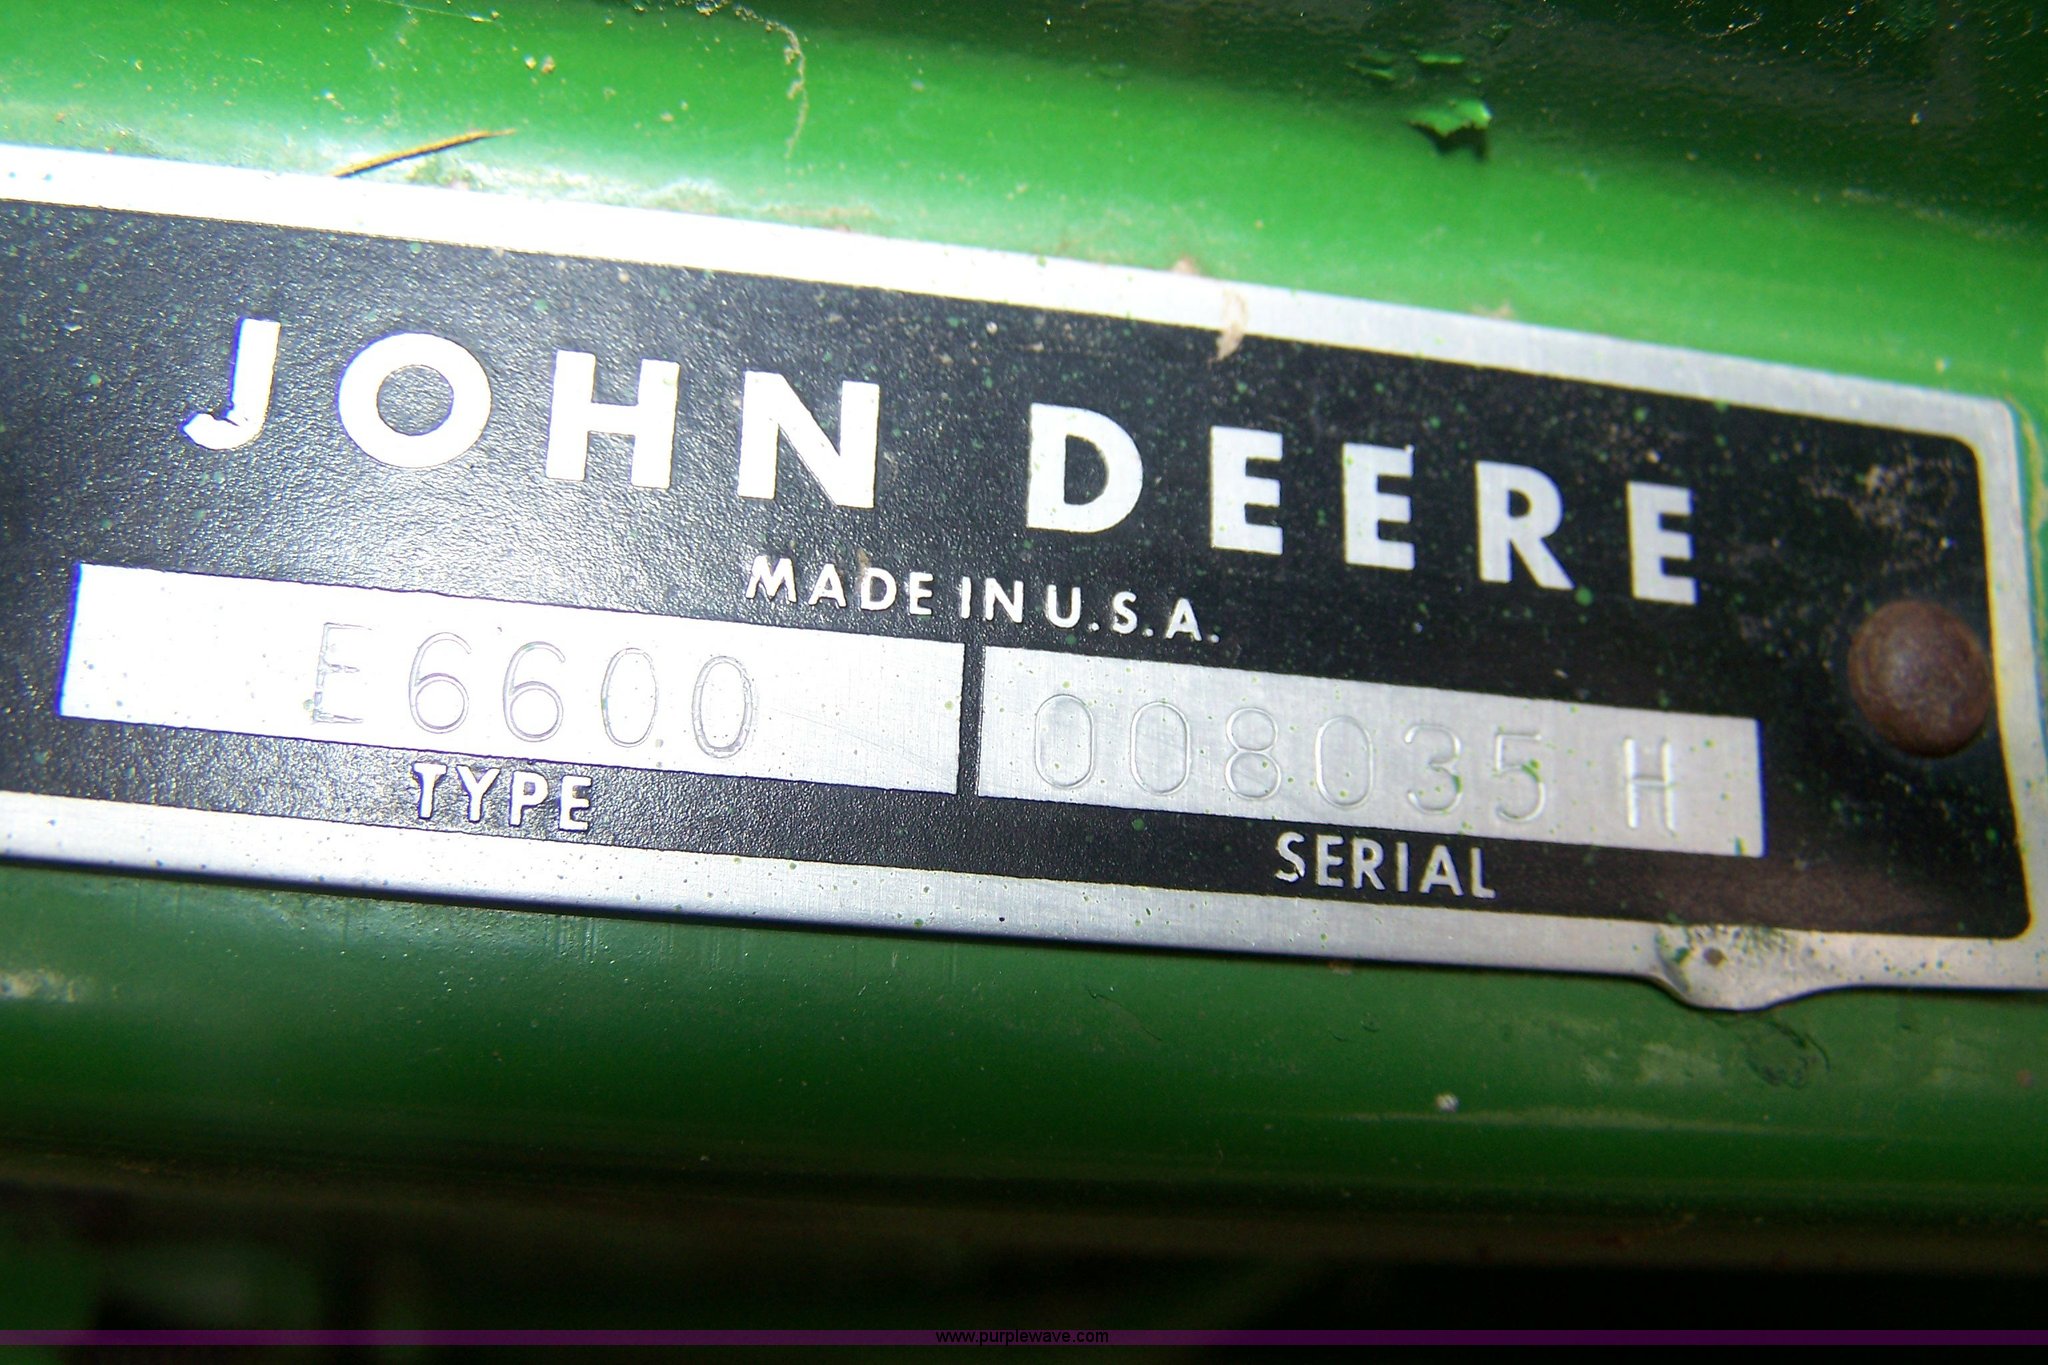 JOHN DEERE
MADE IN U.S.A.
E6600 008035 H
TYPE SERIAL
www.purplewave.com